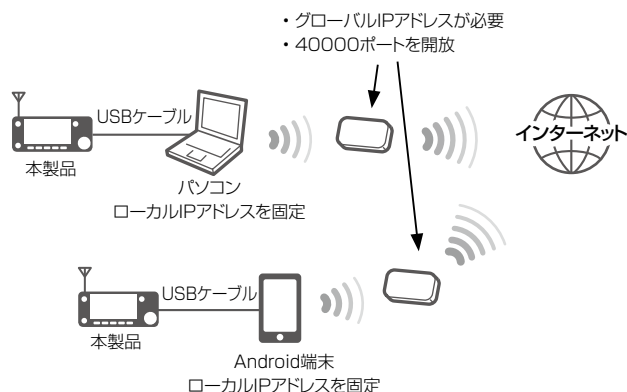 ・グローバルIPアドレスが必要
・40000ポートを開放
USBケーブル
本製品
パソコン
ローカルIPアドレスを固定
インターネット
USBケーブル
本製品
Android端末
ローカルIPアドレスを固定